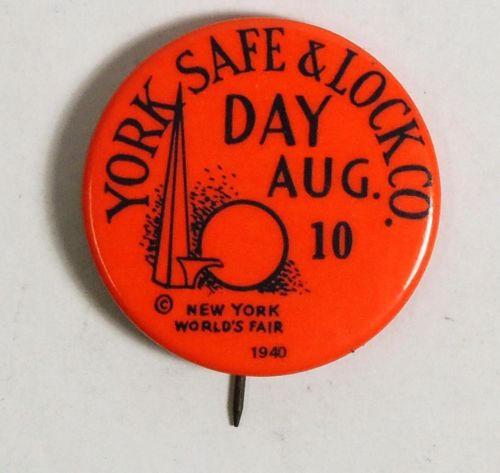 YORK SAFE & LOCK CO.
DAY
AUG.
10
© NEW YORK
WORLD'S FAIR
1940